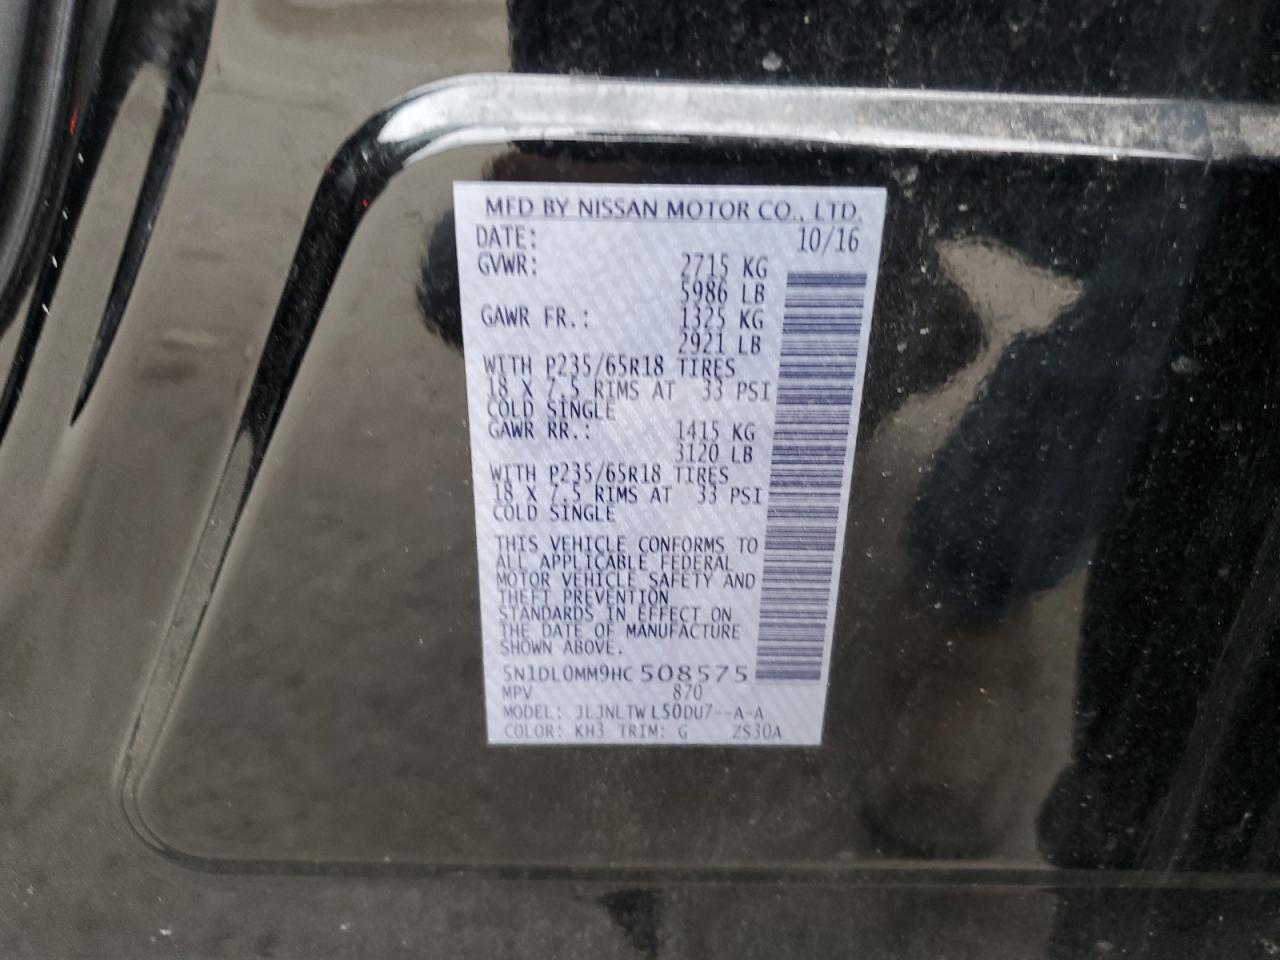 MFD BY NISSAN MOTOR CO., LTD.
DATE: 10/16
GVWR: 2715 KG
5986 LB
GAWR FR.: 1325 KG
2921 LB
WITH P235/65R18 TIRES
18 X 7.5 RIMS AT 33 PSI
COLD SINGLE
GAWR RR.: 1415 KG
3120 LB
WITH P235/65R18 TIRES
18 X 7.5 RIMS AT 33 PSI
COLD SINGLE
THIS VEHICLE CONFORMS TO
ALL APPLICABLE FEDERAL
MOTOR VEHICLE SAFETY AND
THEFT PREVENTION
STANDARDS IN EFFECT ON
THE DATE OF MANUFACTURE
SHOWN ABOVE.
5N1DL0MM9HC508575
MPV 870
MODEL: JLJNLTWL50DU7--A-A
COLOR: KH3 TRIM: G ZS30A